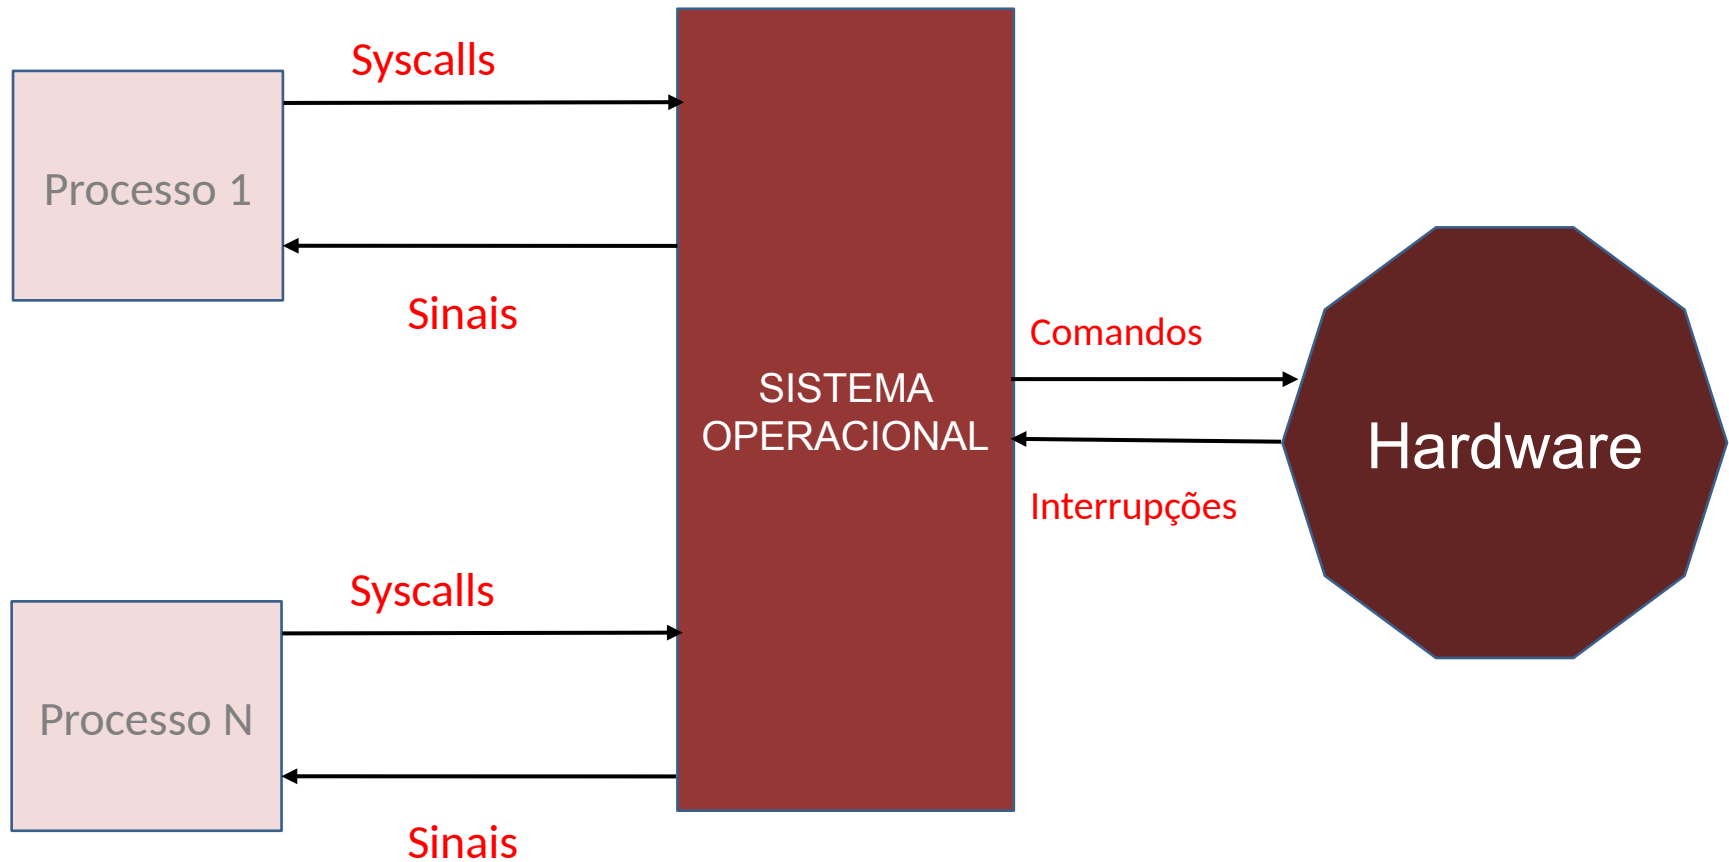 Syscalls
Processo 1
Sinais
SISTEMA
OPERACIONAL
Comandos
Hardware
Interrupções
Syscalls
Processo N
Sinais